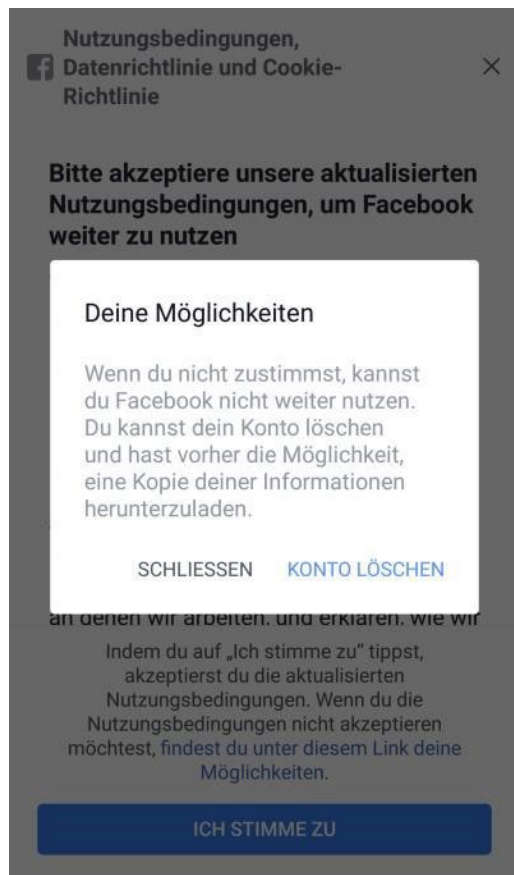 Nutzungsbedingungen,
Datenrichtlinie und Cookie-
Richtlinie
Bitte akzeptiere unsere aktualisierten
Nutzungsbedingungen, um Facebook
weiter zu nutzen
Deine Möglichkeiten
Wenn du nicht zustimmst, kannst
du Facebook nicht weiter nutzen.
Du kannst dein Konto löschen
und hast vorher die Möglichkeit,
eine Kopie deiner Informationen
herunterzuladen.
SCHLIESSEN KONTO LÖSCHEN
an denen wir arbeiten, und erklären, wie wir
Indem du auf „Ich stimme zu“ tippst,
akzeptierst du die aktualisierten
Nutzungsbedingungen. Wenn du die
Nutzungsbedingungen nicht akzeptieren
möchtest, findest du unter diesem Link deine
Möglichkeiten.
ICH STIMME ZU